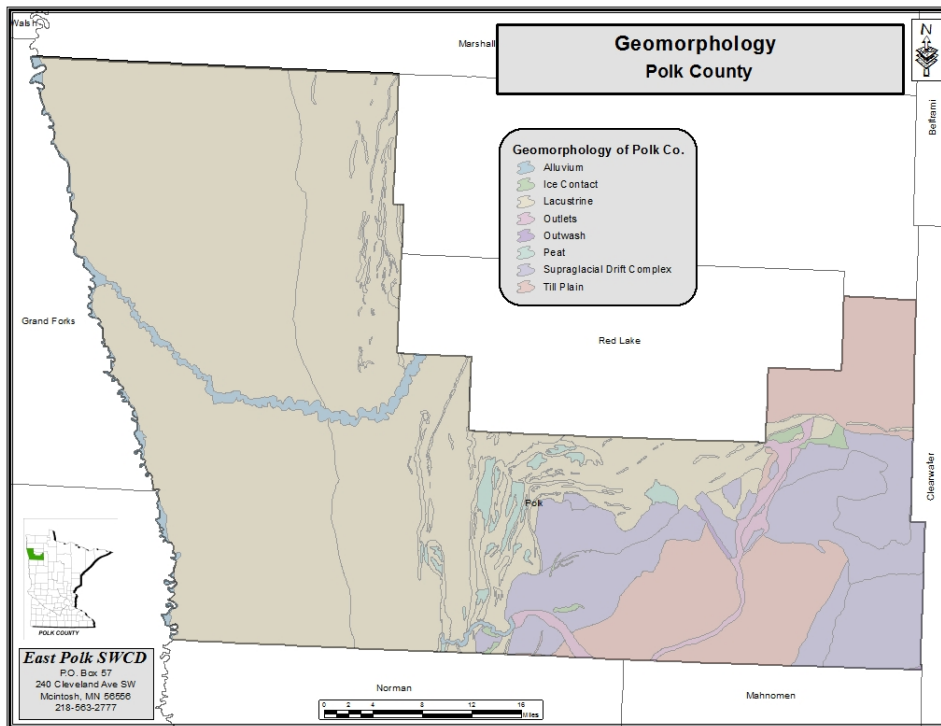 Walsh
Marshall
Geomorphology
Polk County
N
Beltrami
Geomorphology of Polk Co.
Alluvium
Ice Contact
Lacustrine
Outlets
Outwash
Peat
Supraglacial Drift Complex
Till Plain
Grand Forks
Red Lake
Clearwater
Polk
POLK COUNTY
East Polk SWCD
P.O. Box 57
240 Cleveland Ave SW
Mcintosh, MN 56556
218-563-2777
Norman
Mahnomen
0 2 4 8 12 16
Miles